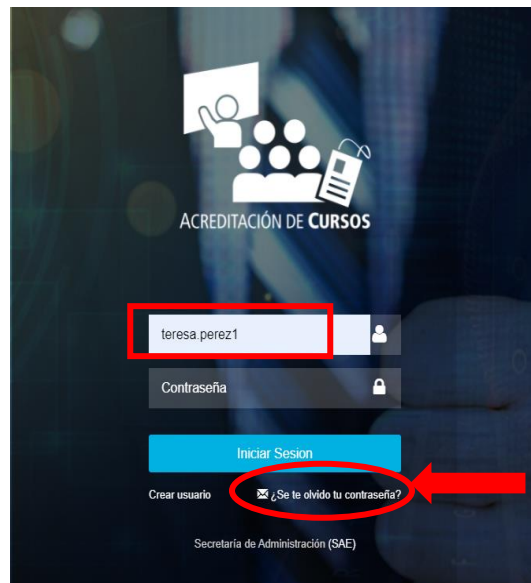 ACREDITACIÓN DE CURSOS
teresa.perez1
Contraseña
Iniciar Sesion
Crear usuario ¿Se te olvido tu contraseña?
Secretaría de Administración (SAE)